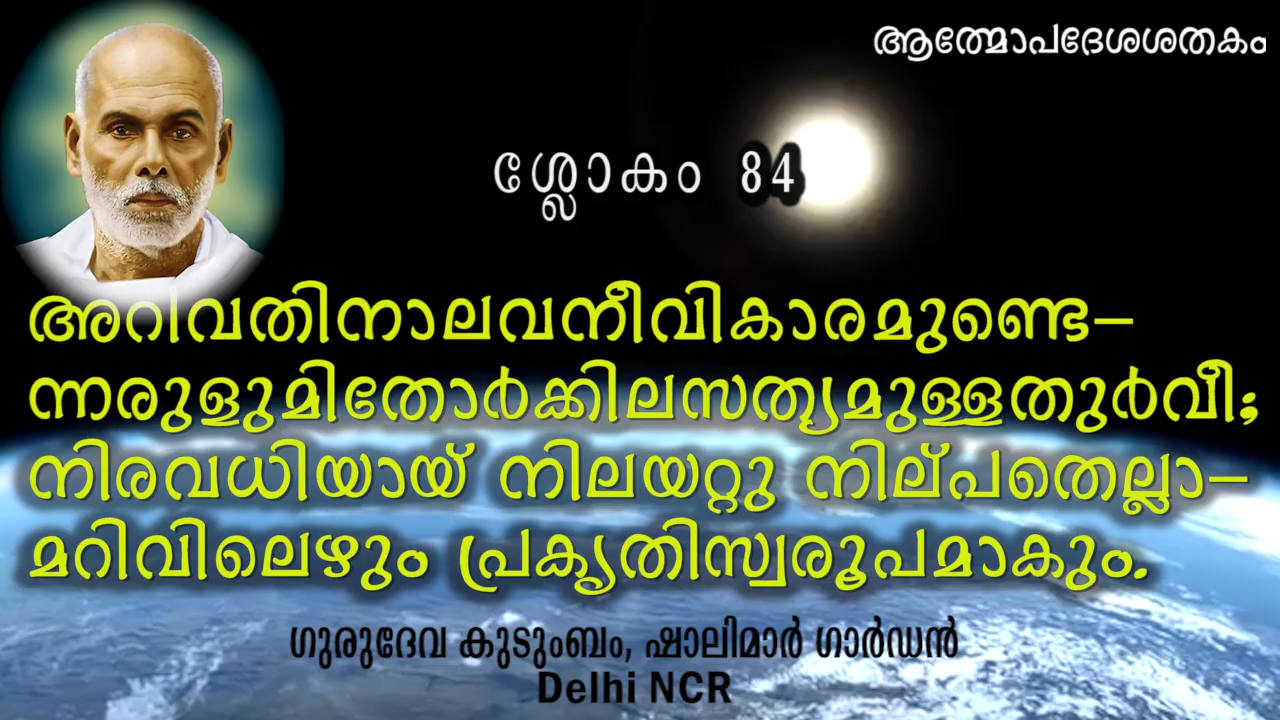 ആത്മോപദേശശതകം
ശ്ലോകം 84
അറിവതിനാലവനീവികാരമുണ്ടെ–
ന്നരുളുമിതോർക്കിലസത്യമുള്ളതുർവീ;
നിരവധിയായ് നിലയറ്റു നില്പതെല്ലാ–
മറിവിലെഴും പ്രകൃതിസ്വരൂപമാകും.
ഗുരുദേവ കുടുംബം, ഷാലിമാർ ഗാർഡൻ
Delhi NCR